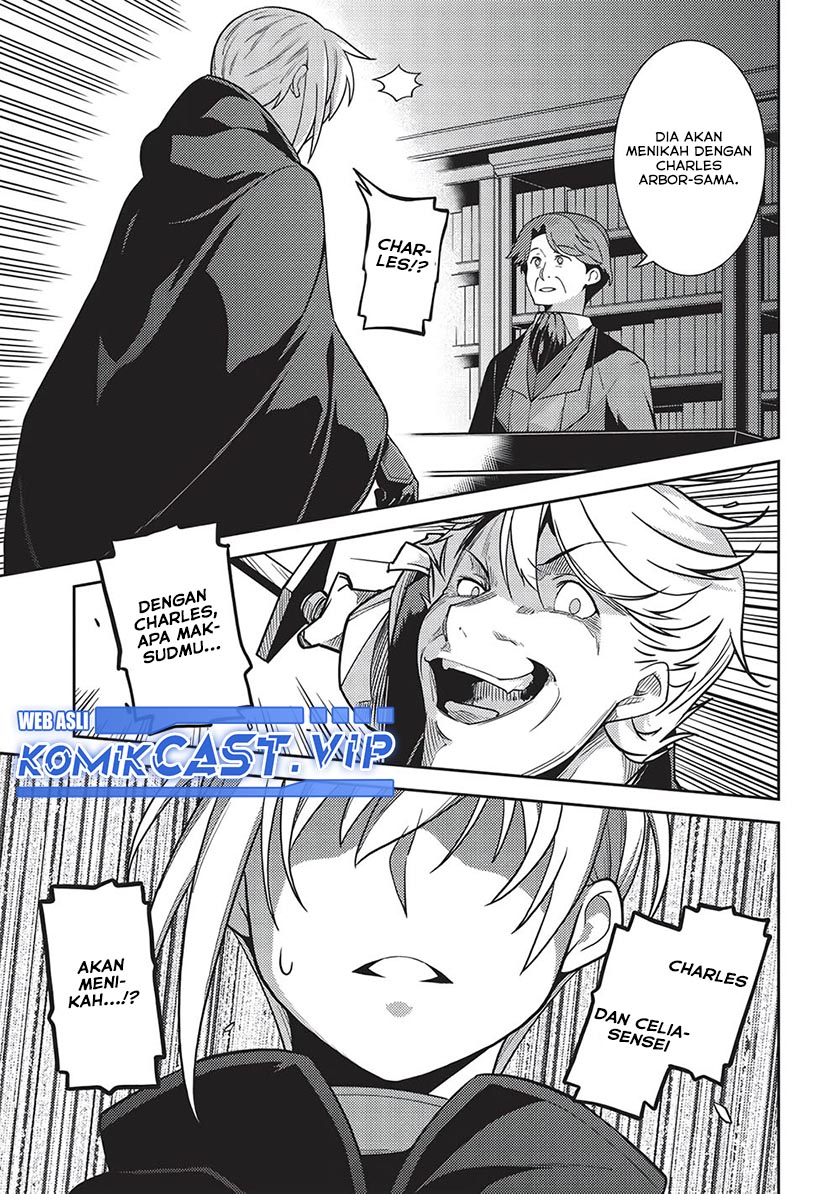 DIA AKAN
MENIKAH DENGAN
CHARLES
ARBOR-SAMA.
CHAR-
LES!?
DENGAN
CHARLES,
APA MAK-
SUDMU...
WEB ASLI
KOMIKCAST.VIP
CHARLES
DAN CELIA-
SENSEI
AKAN
MENI-
KAH...!?